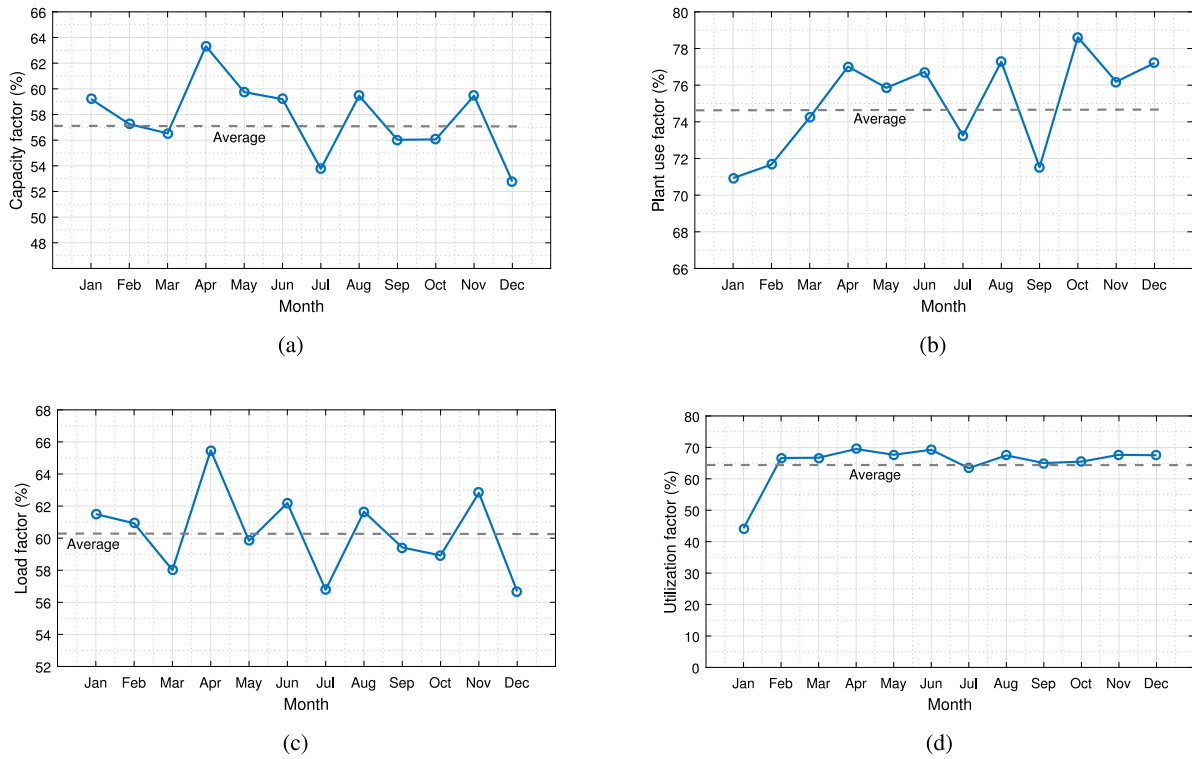 64
62
60
58
56
54
52
50
48
Capacity factor (%)
Average
Jan Feb Mar Apr May Jun Jul Aug Sep Oct Nov Dec
Month
(a)
80
78
76
74
72
70
68
66
Plant use factor (%)
Average
Jan Feb Mar Apr May Jun Jul Aug Sep Oct Nov Dec
Month
(b)
68
66
64
62
60
58
56
54
52
Load factor (%)
Average
Jan Feb Mar Apr May Jun Jul Aug Sep Oct Nov Dec
Month
(c)
80
70
60
50
40
30
20
10
0
Utilization factor (%)
Average
Jan Feb Mar Apr May Jun Jul Aug Sep Oct Nov Dec
Month
(d)